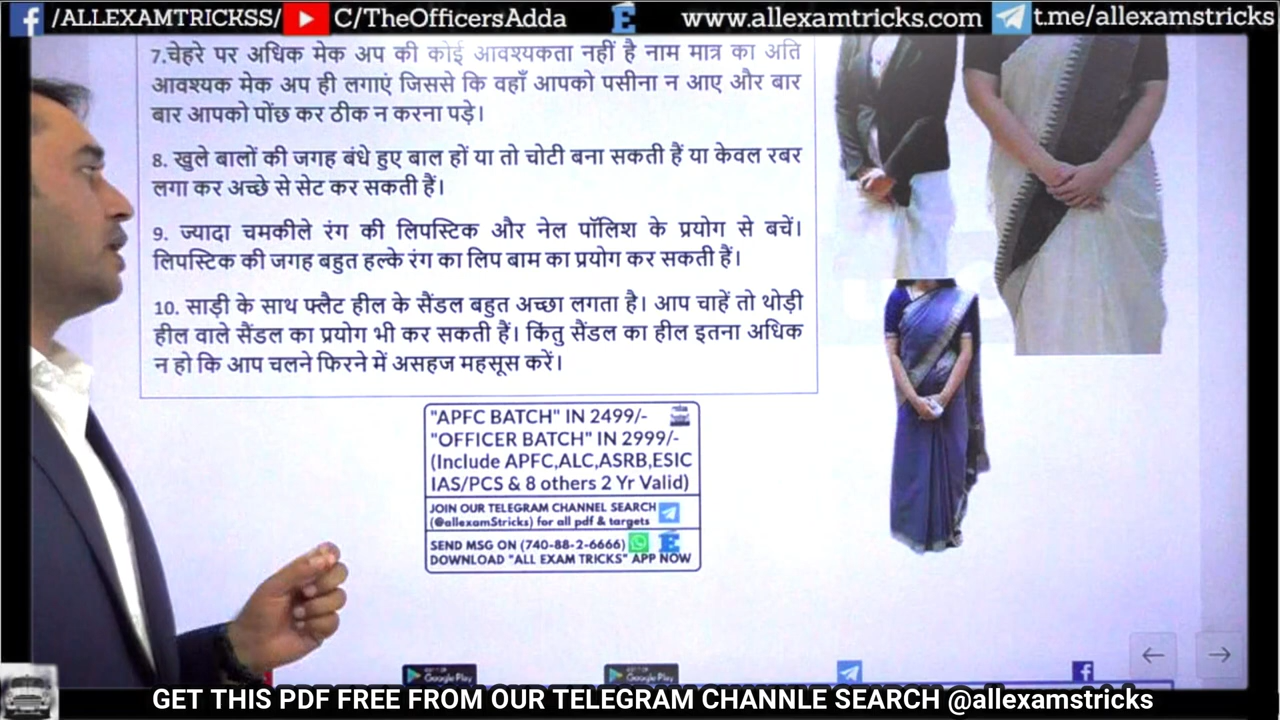 /ALLEXAMTRICKSS/ C/TheOfficersAdda www.allexamtricks.com t.me/allexamstricks
7.चेहरे पर अधिक मेक अप की कोई आवश्यकता नहीं है नाम मात्र का अति
आवश्यक मेक अप ही लगाएं जिससे कि वहाँ आपको पसीना न आए और बार
बार आपको पोंछ कर ठीक न करना पड़े।
8. खुले बालों की जगह बंधे हुए बाल हों या तो चोटी बना सकती हैं या केवल रबर
लगा कर अच्छे से सेट कर सकती हैं।
9. ज्यादा चमकीले रंग की लिपस्टिक और नेल पॉलिश के प्रयोग से बचें।
लिपस्टिक की जगह बहुत हल्के रंग का लिप बाम का प्रयोग कर सकती हैं।
10. साड़ी के साथ फ्लैट हील के सैंडल बहुत अच्छा लगता है। आप चाहें तो थोड़ी
हील वाले सैंडल का प्रयोग भी कर सकती हैं। किंतु सैंडल का हील इतना अधिक
न हो कि आप चलने फिरने में असहज महसूस करें।
"APFC BATCH" IN 2499/-
"OFFICER BATCH" IN 2999/-
(Include APFC,ALC,ASRB,ESIC
IAS/PCS & 8 others 2 Yr Valid)
JOIN OUR TELEGRAM CHANNEL SEARCH
(@allexamStricks) for all pdf & targets
SEND MSG ON (740-88-2-6666)
DOWNLOAD "ALL EXAM TRICKS" APP NOW
Google Play Google Play
GET THIS PDF FREE FROM OUR TELEGRAM CHANNLE SEARCH @allexamstricks